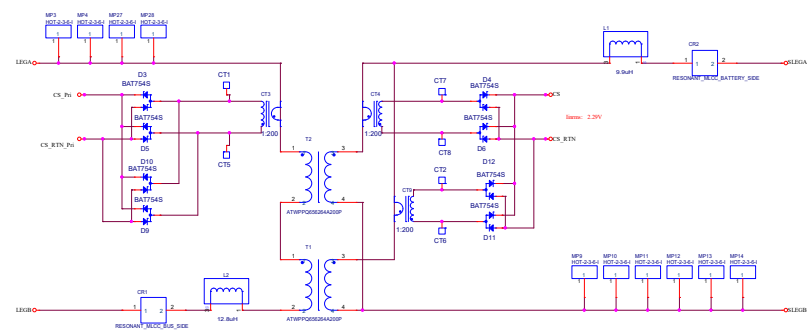 MP3 MP4 MP27 MP28
HOT-2-3-6-I HOT-2-3-6-I HOT-2-3-6-I HOT-2-3-6-I
1 1 1 1
L1
CR2
LEGA
9.9uH
1 2
SLEGA
RESONANT_MLCC_BATTERY_SIDE
D3
BAT754S
CT1
CT3
CT4
CT7
D4
BAT754S
CS_Pri
CS
BAT754S
BAT754S
Isense 2.29V
CS_RTN_Pri
D5
1:200
T2
1:200
D6
CS_RTN
D10
BAT754S
CT5
CT8
D12
BAT754S
1 3
CT2
BAT754S
CT9
BAT754S
2 4
D9
ATWPPQ656264A200P
1:200
CT6
D11
T1
1 3
MP9 MP10 MP11 MP12 MP13 MP14
HOT-2-3-6-I HOT-2-3-6-I HOT-2-3-6-I HOT-2-3-6-I HOT-2-3-6-I HOT-2-3-6-I
1 1 1 1 1 1
L2
CR1
LEGB
1 2
2 4
SLEGB
12.8uH
ATWPPQ656264A200P
RESONANT_MLCC_BUS_SIDE